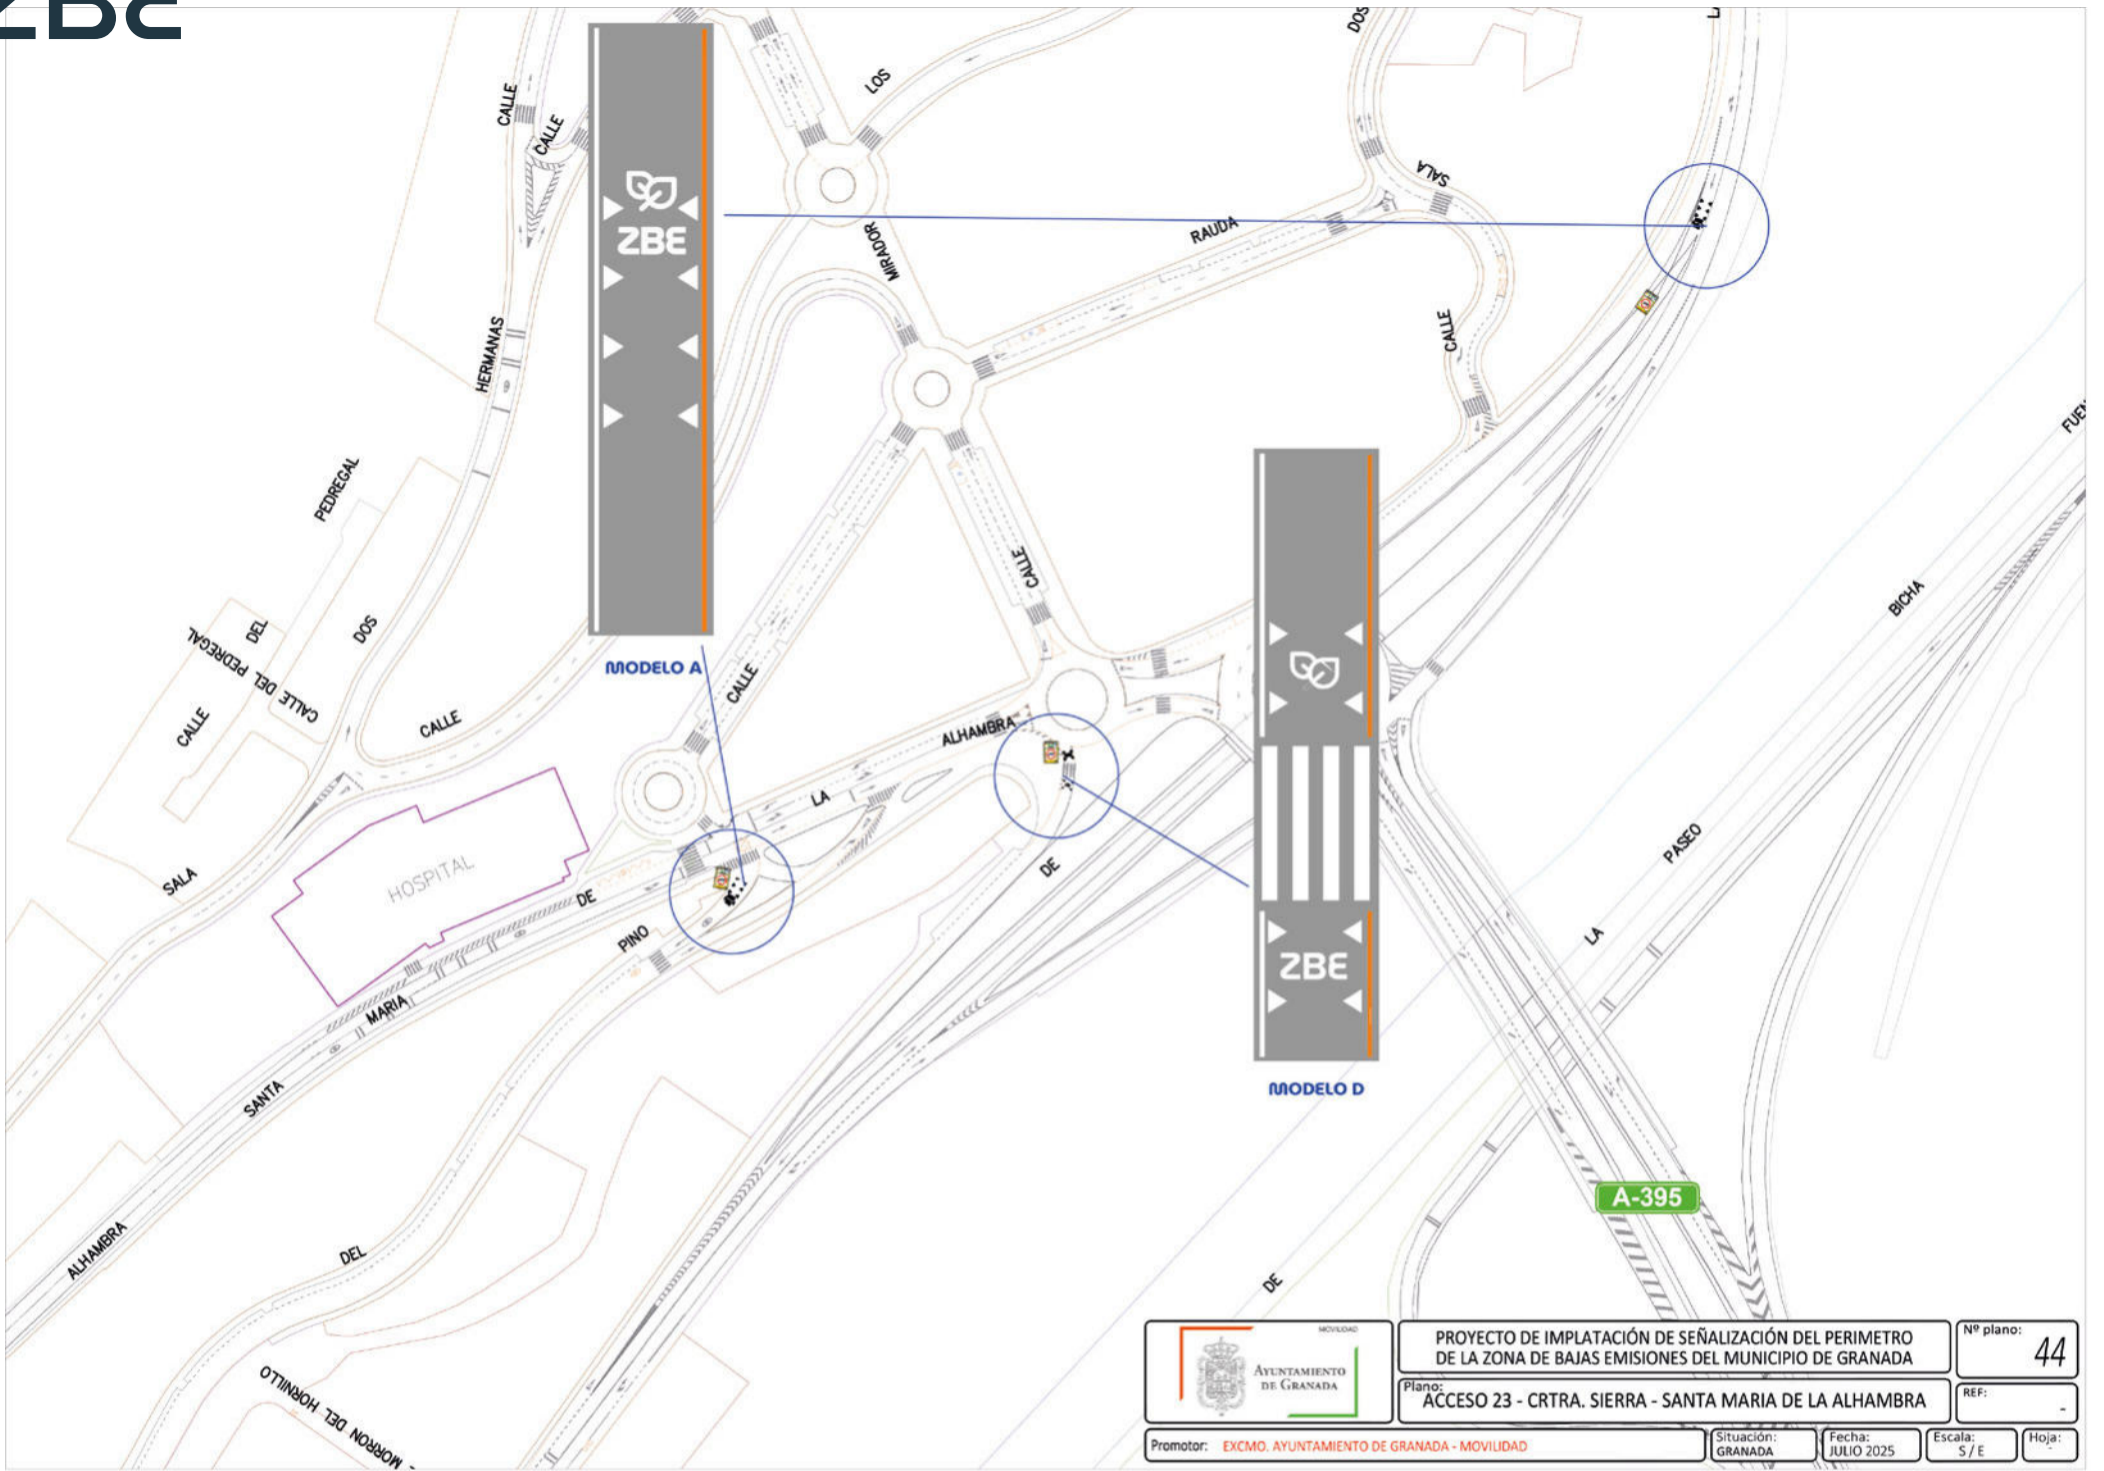 ZBE
CALLE
CALLE
LOS
DOS
SALA
MIRADOR
RAUDA
ZBE
HERMANAS
CALLE
FUEN
PEDREGAL
CALLE
BICHA
DEL
DOS
CALLE DEL PEDREGAL
MODELO A
CALLE
CALLE
CALLE
ALHAMBRA
LA
PASEO
HOSPITAL
SALA
DE
DE
PINO
LA
ZBE
MARIA
MODELO D
SANTA
A-395
ALHAMBRA
DEL
DE
MORRON DEL HORNILLO
MOVILIDAD
AYUNTAMIENTO
DE GRANADA
PROYECTO DE IMPLATACIÓN DE SEÑALIZACIÓN DEL PERIMETRO
DE LA ZONA DE BAJAS EMISIONES DEL MUNICIPIO DE GRANADA
Nº plano:
44
Plano:
ACCESO 23 - CRTRA. SIERRA - SANTA MARIA DE LA ALHAMBRA
REF:
-
Promotor: EXCMO. AYUNTAMIENTO DE GRANADA - MOVILIDAD
Situación:
GRANADA
Fecha:
JULIO 2025
Escala:
S / E
Hoja:
-